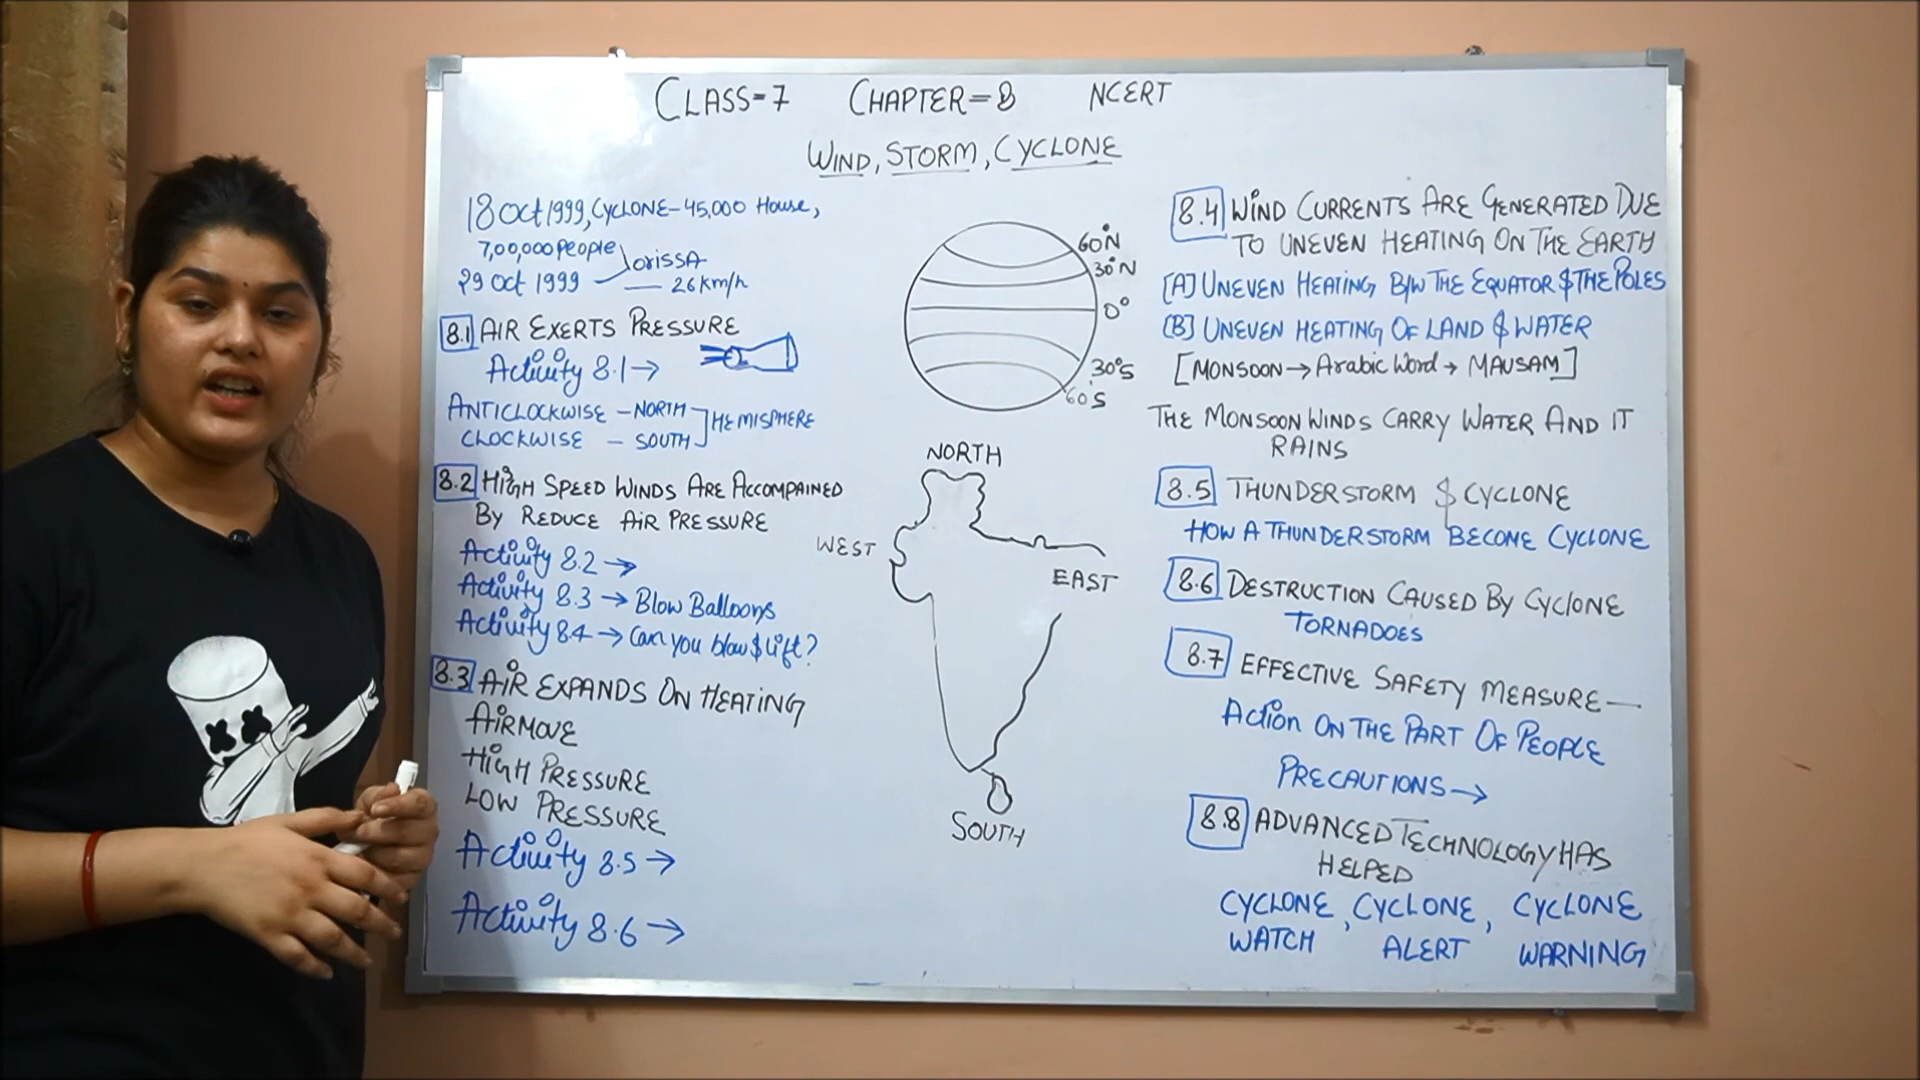 CLASS=7 CHAPTER=8 NCERT
WIND, STORM, CYCLONE
18 Oct 1999, CYCLONE-45,000 House,
7,00,000 people
ORISSA
29 Oct 1999 — 26 km/h
8.1 AIR EXERTS PRESSURE
Activity 8.1 →
ANTICLOCKWISE - NORTH
CLOCKWISE - SOUTH
HEMISPHERE
8.2 HIGH SPEED WINDS ARE ACCOMPAINED
BY REDUCE AIR PRESSURE
Activity 8.2 →
Activity 8.3 → Blow Balloons
Activity 8.4 → Can you blow & lift?
8.3 AIR EXPANDS ON HEATING
AIRMOVE
HIGH PRESSURE
LOW PRESSURE
Activity 8.5 →
Activity 8.6 →
60°N
30°N
0°
30°S
60°S
NORTH
WEST
EAST
SOUTH
8.4 WIND CURRENTS ARE GENERATED DUE
TO UNEVEN HEATING ON THE EARTH
[A] UNEVEN HEATING B/W THE EQUATOR & THE POLES
[B] UNEVEN HEATING OF LAND & WATER
[MONSOON → Arabic Word → MAUSAM]
THE MONSOON WINDS CARRY WATER AND IT
RAINS
8.5 THUNDERSTORM & CYCLONE
HOW A THUNDERSTORM BECOME CYCLONE
8.6 DESTRUCTION CAUSED BY CYCLONE
TORNADOES
8.7 EFFECTIVE SAFETY MEASURE —
Action ON THE PART OF PEOPLE
PRECAUTIONS →
8.8 ADVANCED TECHNOLOGY HAS
HELPED
CYCLONE, CYCLONE, CYCLONE
WATCH ALERT WARNING